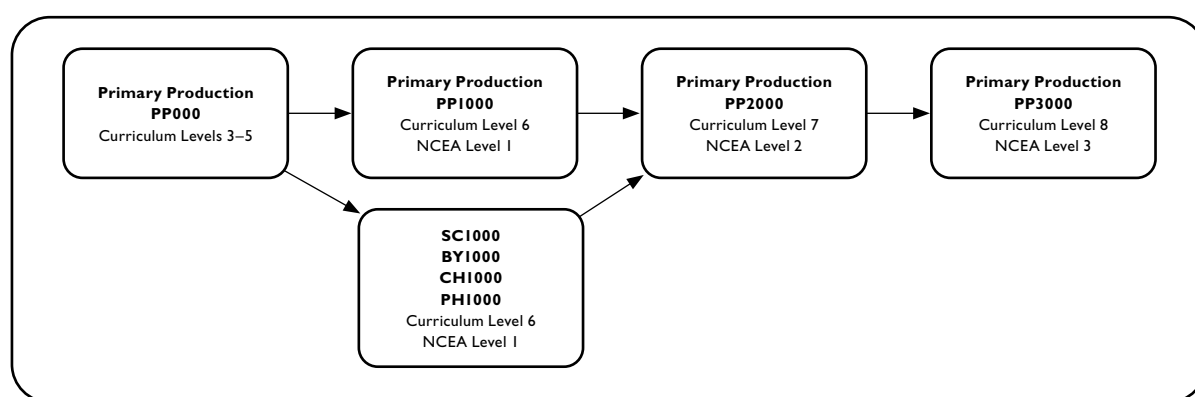 Primary Production
PP000
Curriculum Levels 3–5
Primary Production
PP1000
Curriculum Level 6
NCEA Level 1
Primary Production
PP2000
Curriculum Level 7
NCEA Level 2
Primary Production
PP3000
Curriculum Level 8
NCEA Level 3
SC1000
BY1000
CH1000
PH1000
Curriculum Level 6
NCEA Level 1